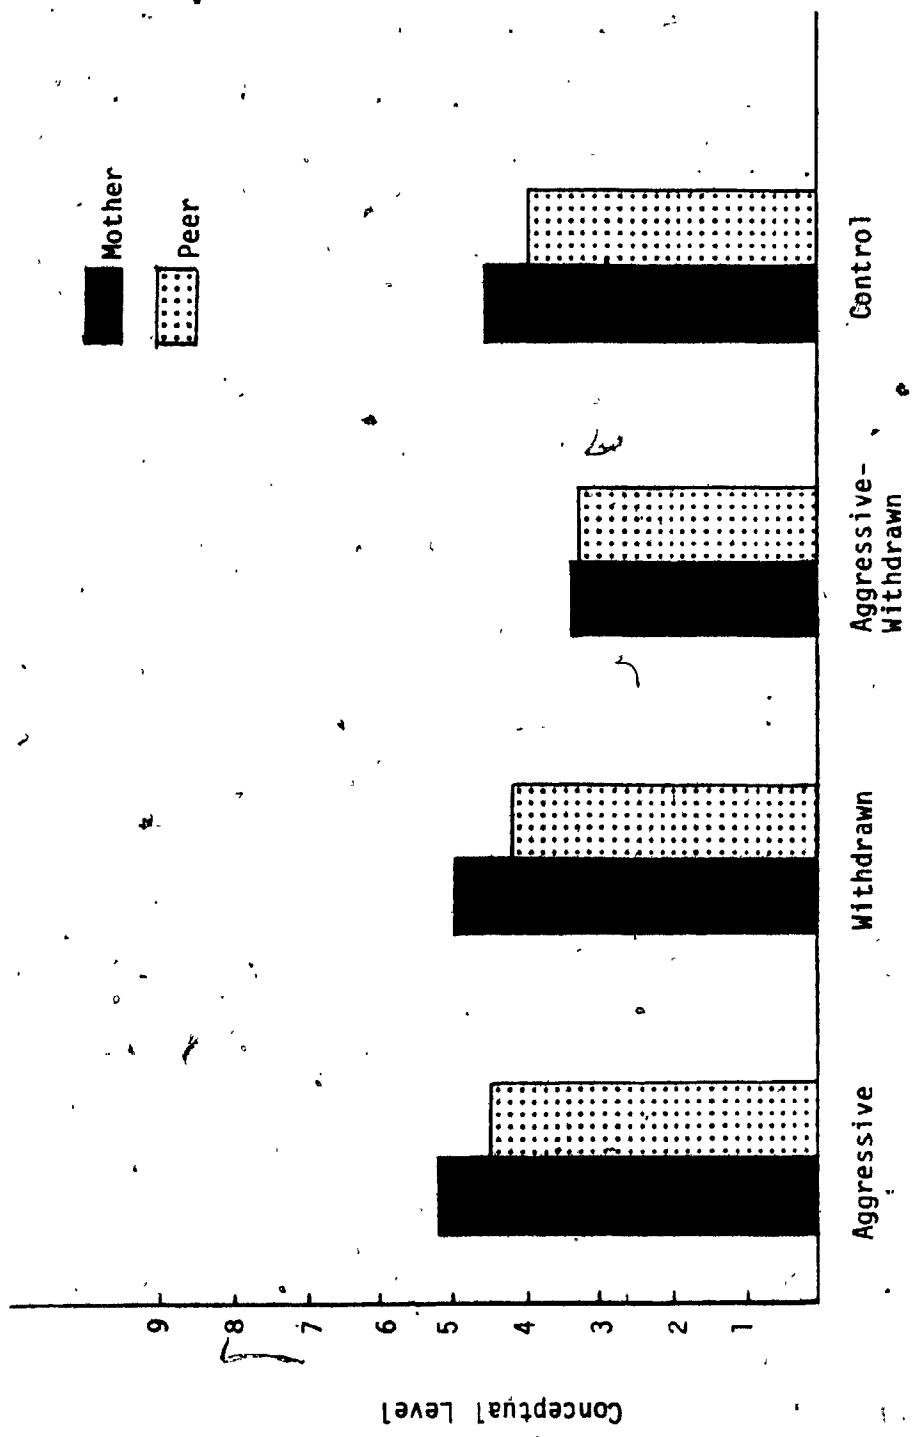 Mother
Peer
Conceptual Level
9
8
7
6
5
4
3
2
1
Aggressive
Withdrawn
Aggressive-
Withdrawn
Control